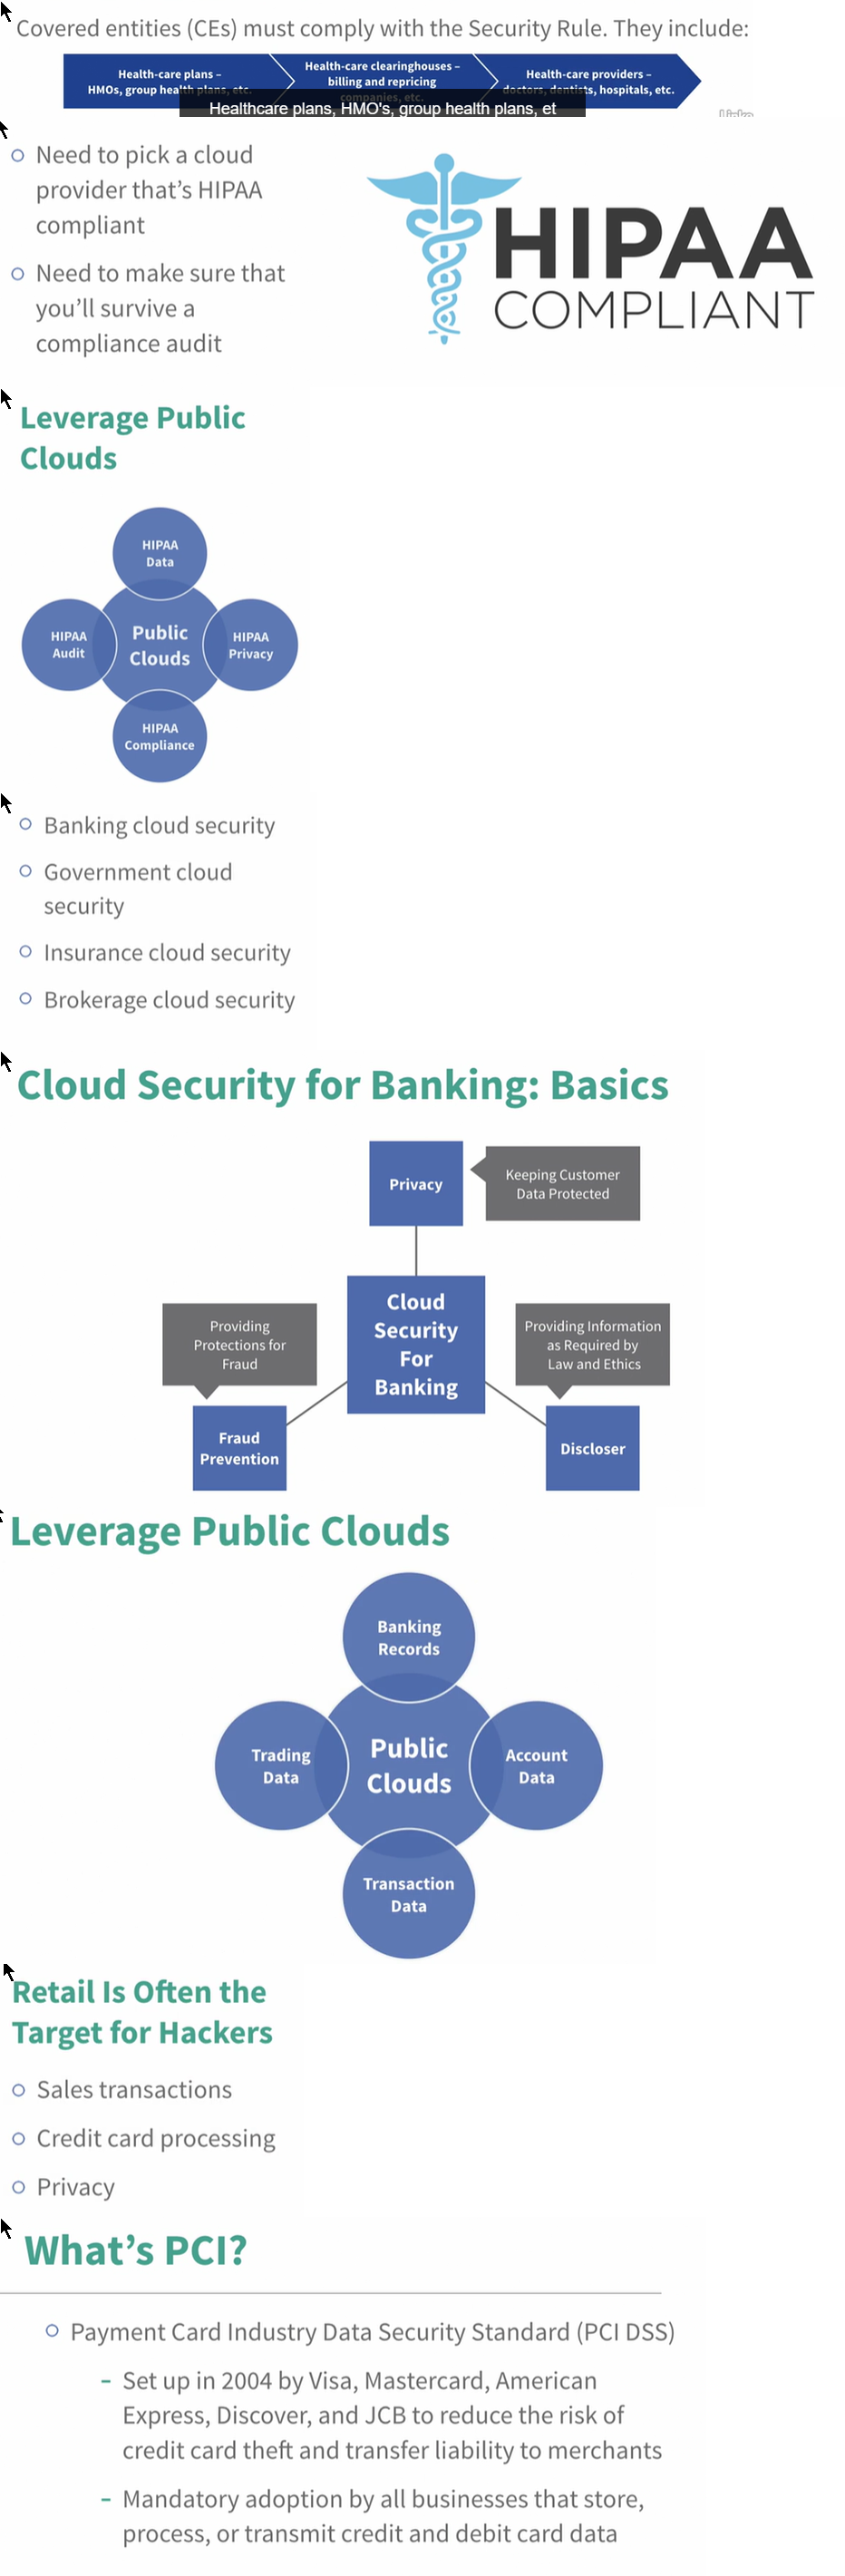 Covered entities (CEs) must comply with the Security Rule. They include:
Health-care plans –
HMOs, group health plans, etc.
Health-care clearinghouses –
billing and repricing
companies, etc.
Health-care providers –
doctors, dentists, hospitals, etc.
Healthcare plans, HMO's, group health plans, et
Need to pick a cloud
provider that's HIPAA
compliant
Need to make sure that
you'll survive a
compliance audit
HIPAA
COMPLIANT
Leverage Public
Clouds
HIPAA
Data
HIPAA
Audit
Public
Clouds
HIPAA
Privacy
HIPAA
Compliance
Banking cloud security
Government cloud
security
Insurance cloud security
Brokerage cloud security
Cloud Security for Banking: Basics
Privacy
Keeping Customer
Data Protected
Providing
Protections for
Fraud
Cloud
Security
For
Banking
Providing Information
as Required by
Law and Ethics
Fraud
Prevention
Discloser
Leverage Public Clouds
Banking
Records
Trading
Data
Public
Clouds
Account
Data
Transaction
Data
Retail Is Often the
Target for Hackers
Sales transactions
Credit card processing
Privacy
What's PCI?
Payment Card Industry Data Security Standard (PCI DSS)
– Set up in 2004 by Visa, Mastercard, American
Express, Discover, and JCB to reduce the risk of
credit card theft and transfer liability to merchants
– Mandatory adoption by all businesses that store,
process, or transmit credit and debit card data